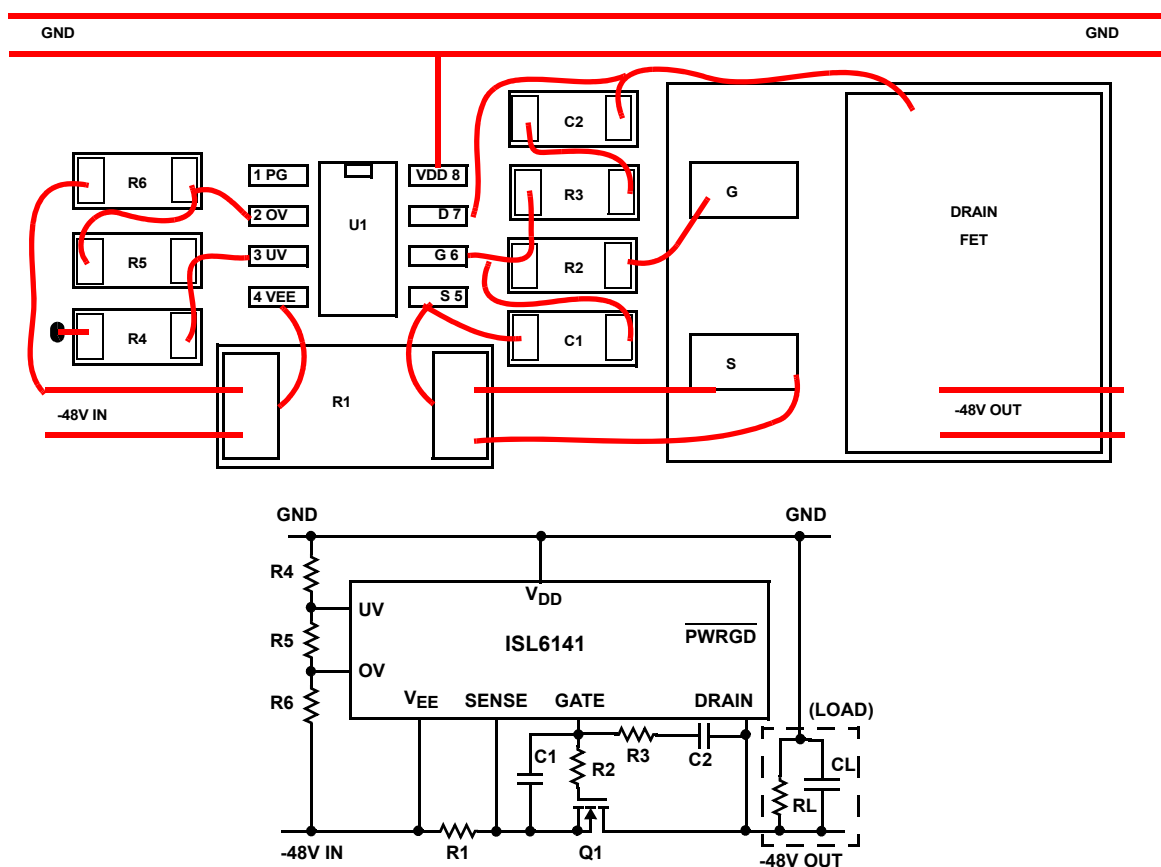 GND GND
C2
R6 1 PG VDD 8
R3 G DRAIN
2 OV U1 D 7 FET
R5 3 UV G 6 R2
4 VEE S 5
R4 C1
S
-48V IN R1 -48V OUT
GND GND
R4
VDD
UV
R5 ISL6141 PWRGD
OV
R6 VEE SENSE GATE DRAIN
(LOAD)
C1 R3 C2 CL
R2
RL
-48V IN R1 Q1 -48V OUT